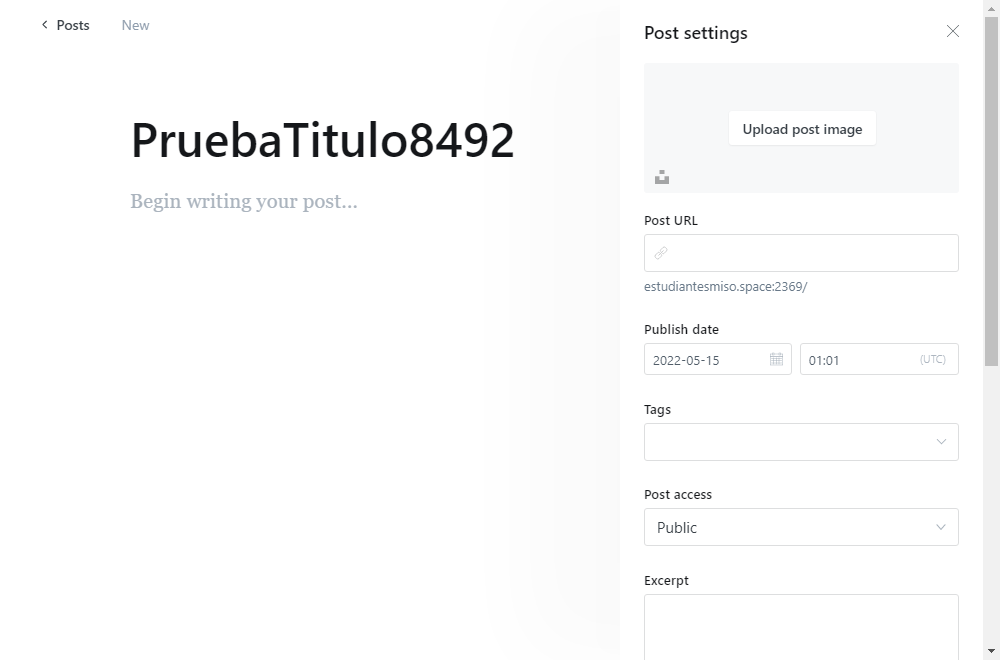 Posts
New
PruebaTitulo8492
Begin writing your post...
Post settings
Upload post image
Post URL
estudiantesmiso.space:2369/
Publish date
2022-05-15
01:01
(UTC)
Tags
Post access
Public
Excerpt